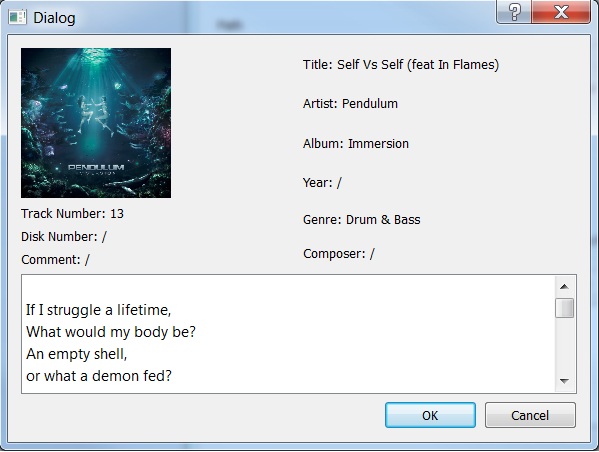 Dialog
PENDULUM
IMMERSION
Title: Self Vs Self (feat In Flames)
Artist: Pendulum
Album: Immersion
Year: /
Genre: Drum & Bass
Composer: /
Track Number: 13
Disk Number: /
Comment: /
If I struggle a lifetime,
What would my body be?
An empty shell,
or what a demon fed?
OK
Cancel